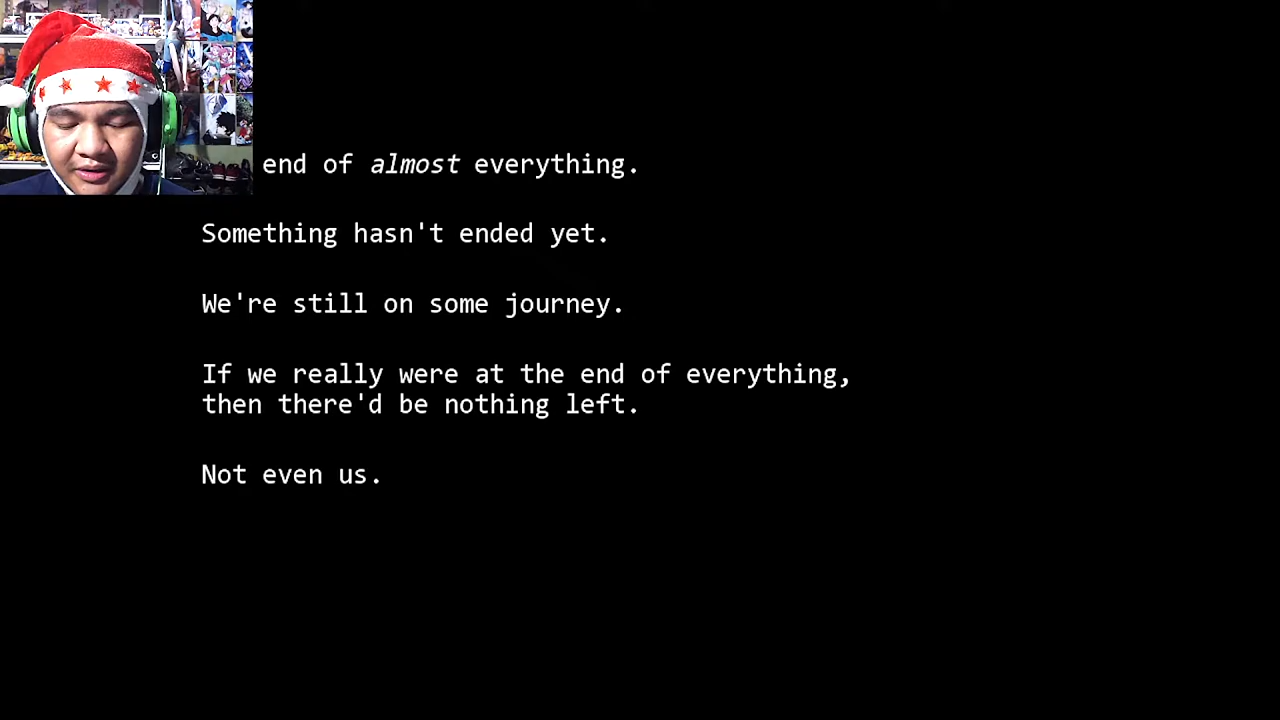 end of almost everything.
Something hasn't ended yet.
We're still on some journey.
If we really were at the end of everything,
then there'd be nothing left.
Not even us.